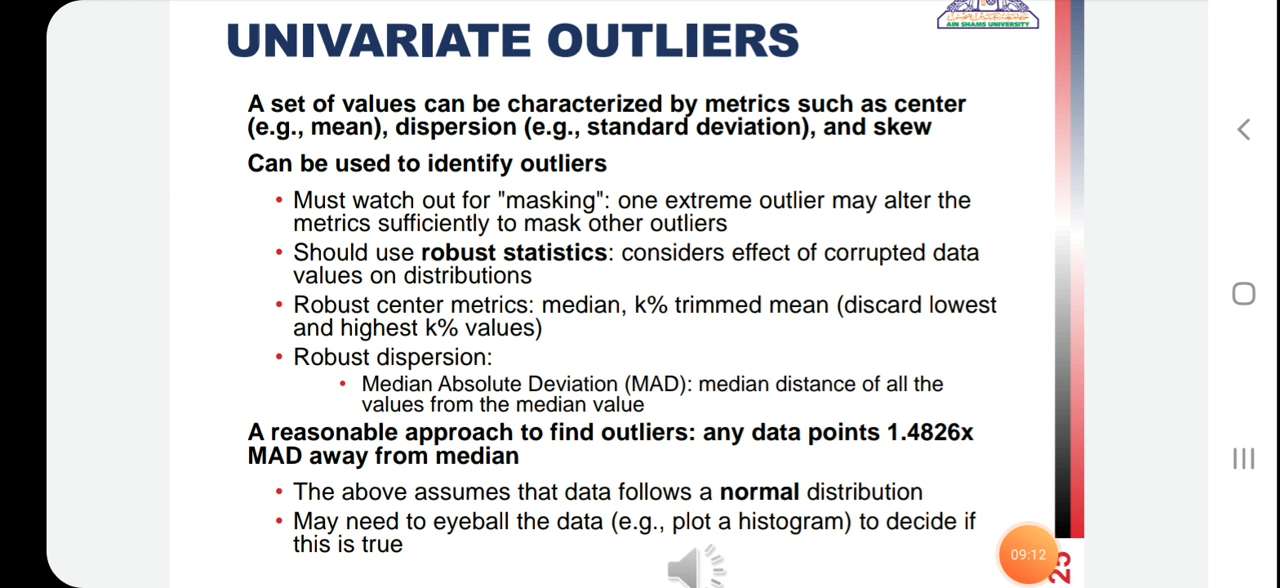 AIN SHAMS UNIVERSITY
UNIVARIATE OUTLIERS
A set of values can be characterized by metrics such as center
(e.g., mean), dispersion (e.g., standard deviation), and skew
Can be used to identify outliers
• Must watch out for "masking": one extreme outlier may alter the
metrics sufficiently to mask other outliers
• Should use robust statistics: considers effect of corrupted data
values on distributions
• Robust center metrics: median, k% trimmed mean (discard lowest
and highest k% values)
• Robust dispersion:
• Median Absolute Deviation (MAD): median distance of all the
values from the median value
A reasonable approach to find outliers: any data points 1.4826x
MAD away from median
• The above assumes that data follows a normal distribution
• May need to eyeball the data (e.g., plot a histogram) to decide if
this is true
09:12
25